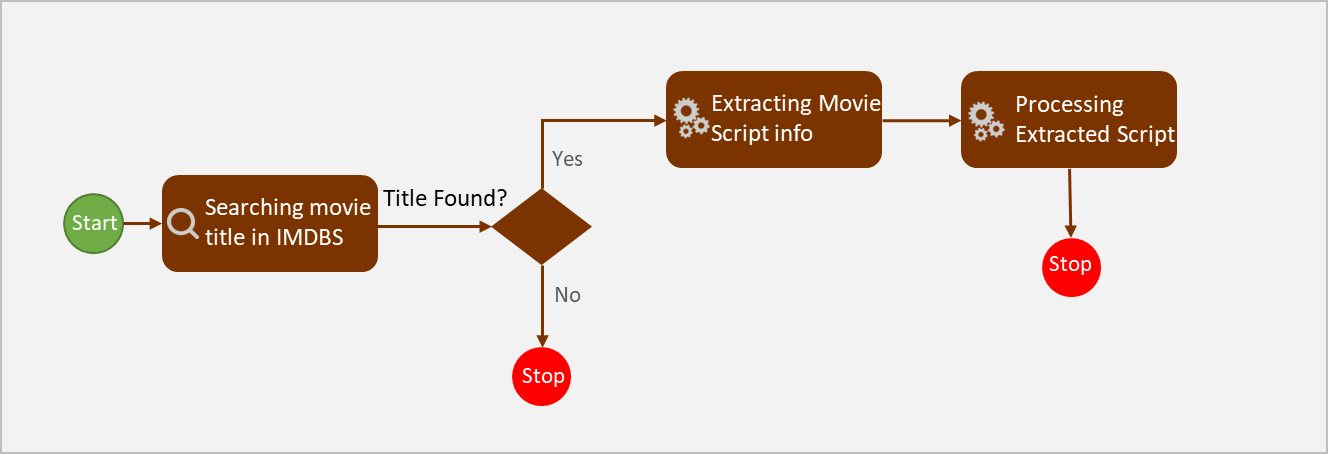 Start
Searching movie
title in IMDBS
Title Found?
Yes
Extracting Movie
Script info
Processing
Extracted Script
Stop
No
Stop